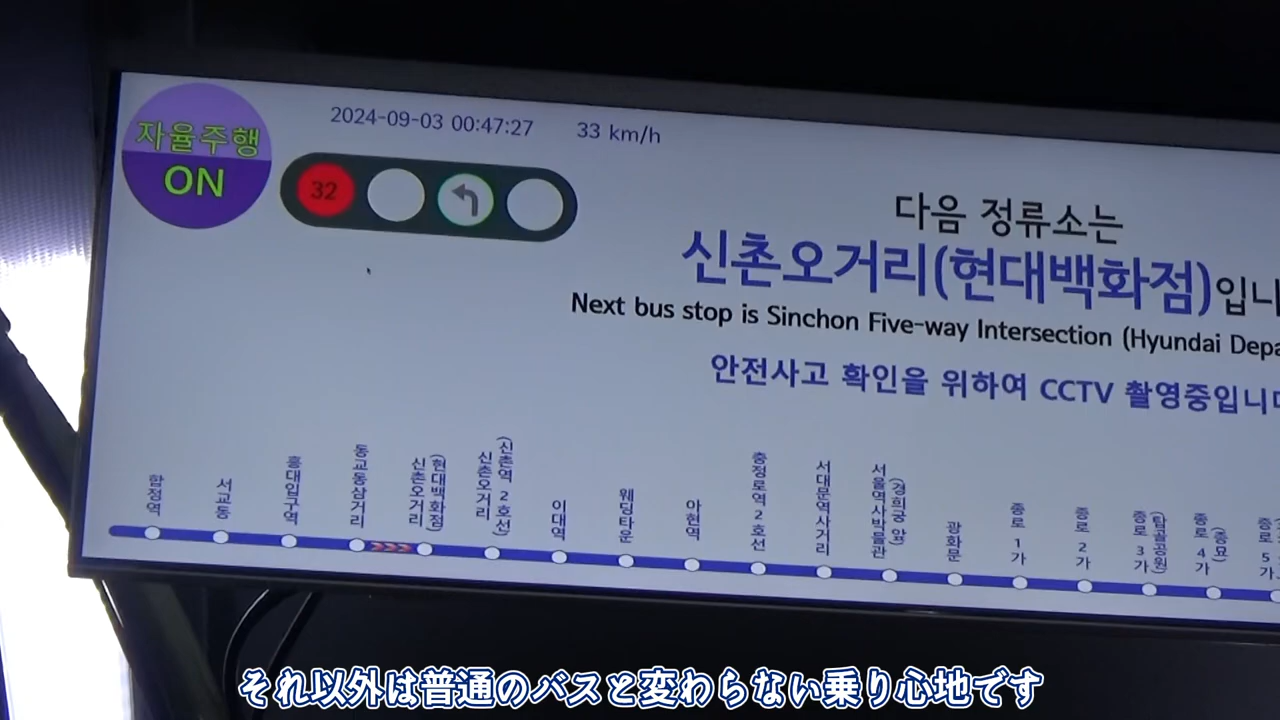 2024-09-03 00:47:27 33 km/h
자율주행
ON
32
다음 정류소는
신촌오거리(현대백화점)입니
Next bus stop is Sinchon Five-way Intersection (Hyundai Depa
안전사고 확인을 위하여 CCTV 촬영중입니다
합정역
서교동
홍대입구역
동교동삼거리
신촌오거리
(현대백화점)
신촌오거리
(신촌역 2호선)
이대역
웨딩타운
아현역
충정로역2호선
서대문역사거리
서울역사박물관
(경희궁 앞)
광화문
종로 1가
종로 2가
종로 3가
(탑골공원)
종로 4가
(종묘)
종로 5가
それ以外は普通のバスと変わらない乗り心地です